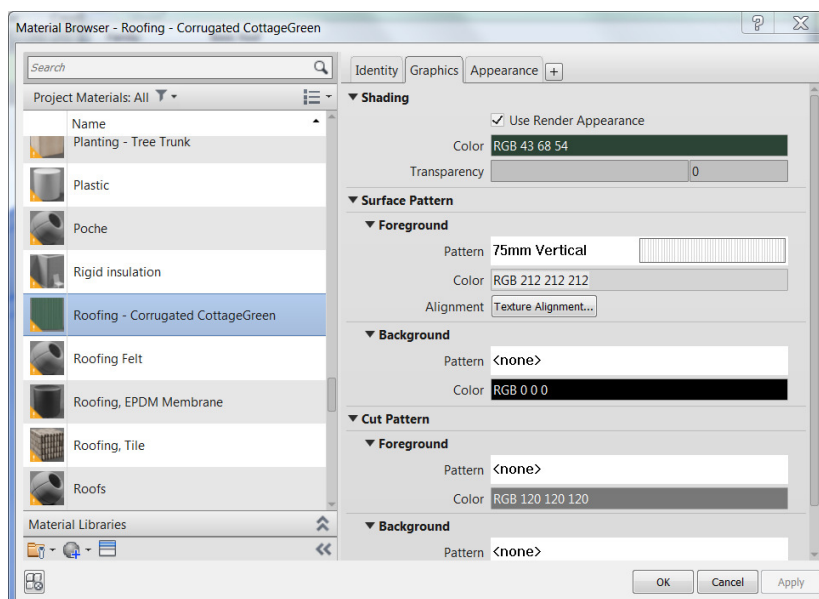 Material Browser - Roofing - Corrugated CottageGreen
Search
Project Materials: All
Name
Planting - Tree Trunk
Plastic
Poche
Rigid insulation
Roofing - Corrugated CottageGreen
Roofing Felt
Roofing, EPDM Membrane
Roofing, Tile
Roofs
Material Libraries
Identity Graphics Appearance +
Shading
Use Render Appearance
Color RGB 43 68 54
Transparency 0
Surface Pattern
Foreground
Pattern 75mm Vertical
Color RGB 212 212 212
Alignment Texture Alignment...
Background
Pattern <none>
Color RGB 0 0 0
Cut Pattern
Foreground
Pattern <none>
Color RGB 120 120 120
Background
Pattern <none>
OK Cancel Apply